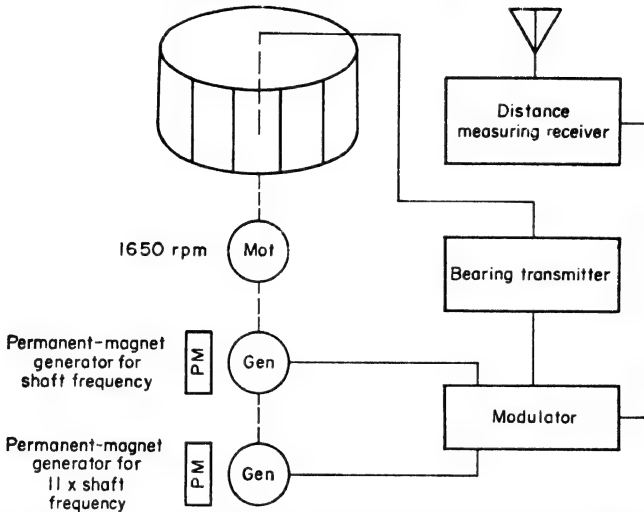 Distance
measuring receiver
1650 rpm
Mot
Bearing transmitter
Permanent-magnet
generator for
shaft frequency
PM
Gen
Modulator
Permanent-magnet
generator for
11 x shaft
frequency
PM
Gen